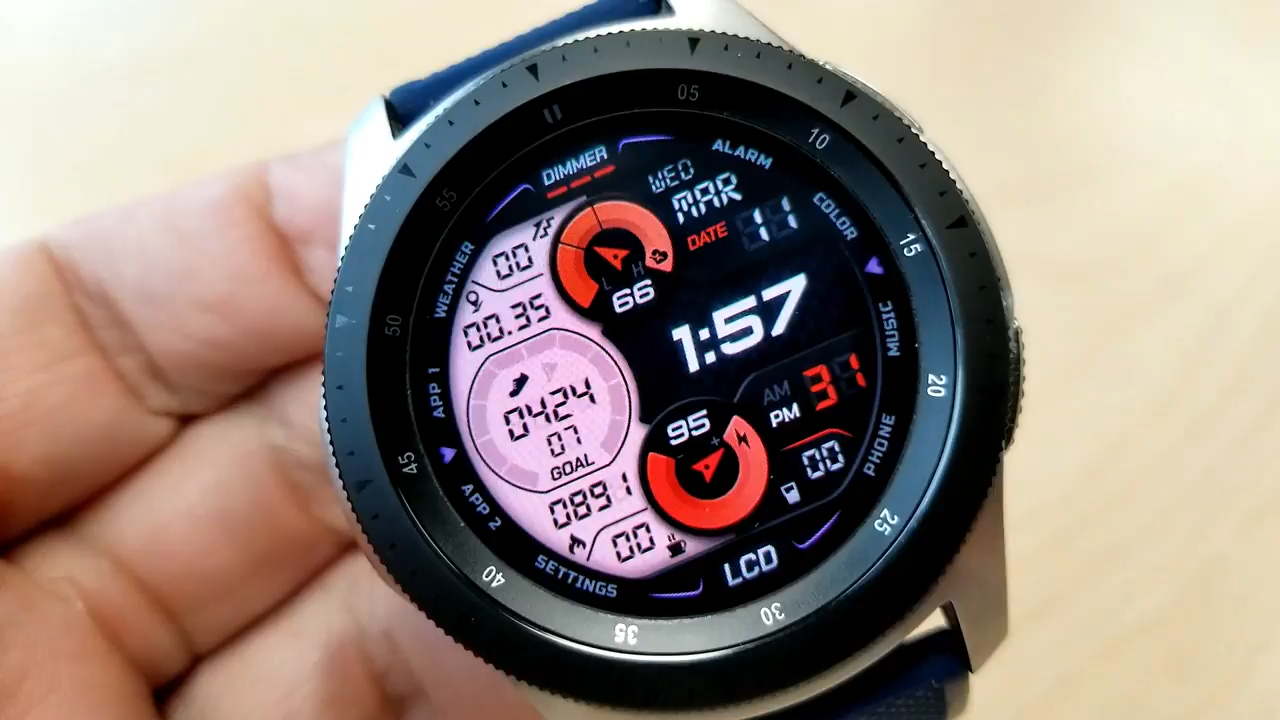 05
10
15
20
25
30
35
40
45
50
55
DIMMER
ALARM
COLOR
MUSIC
PHONE
LCD
SETTINGS
APP 2
APP 1
WEATHER
WED
MAR
DATE 11
00
L H
66
00.35
1:57
0424
07
GOAL
AM
PM
31
95
+
00
0891
00